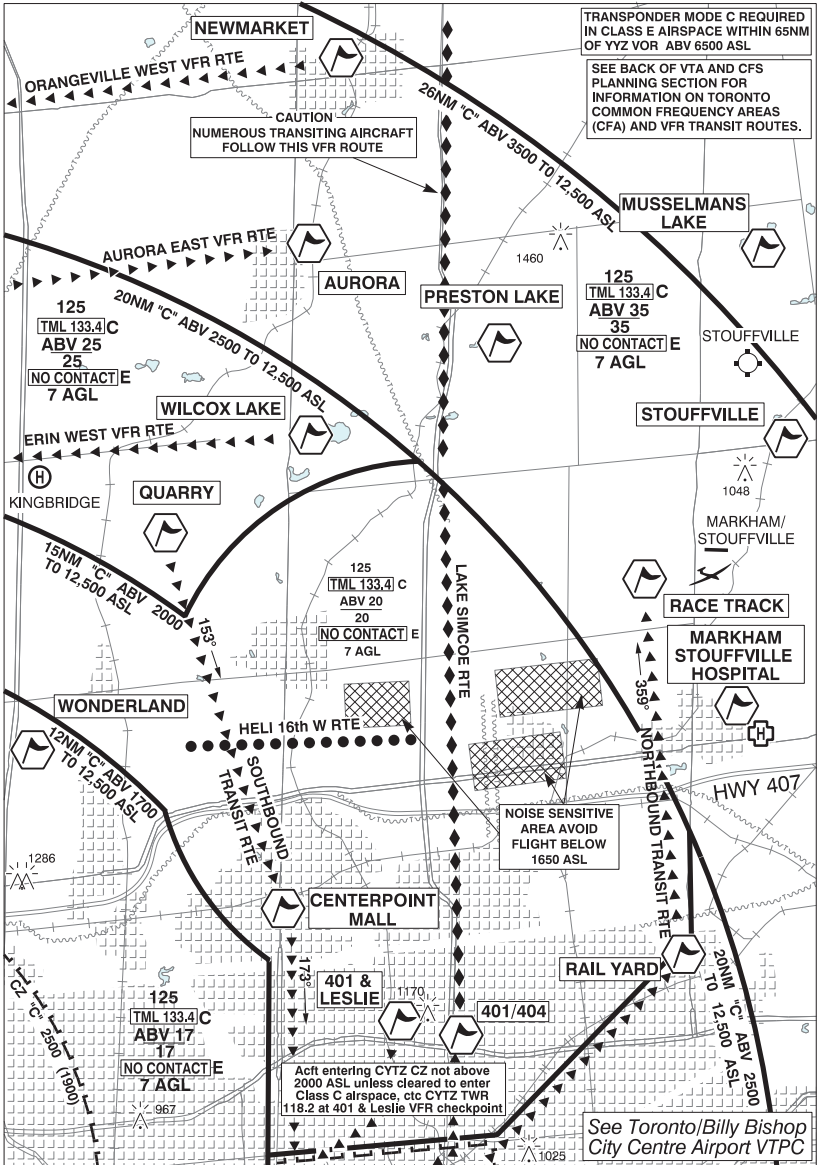 NEWMARKET
TRANSPONDER MODE C REQUIRED
IN CLASS E AIRSPACE WITHIN 65NM
OF YYZ VOR ABV 6500 ASL
SEE BACK OF VTA AND CFS
PLANNING SECTION FOR
INFORMATION ON TORONTO
COMMON FREQUENCY AREAS
(CFA) AND VFR TRANSIT ROUTES.
ORANGEVILLE WEST VFR RTE
26NM "C" ABV 3500 T0 12,500 ASL
CAUTION
NUMEROUS TRANSITING AIRCRAFT
FOLLOW THIS VFR ROUTE
MUSSELMANS
LAKE
1460
AURORA EAST VFR RTE
AURORA
PRESTON LAKE
125
TML 133.4 C
ABV 35
35
NO CONTACT E
7 AGL
STOUFFVILLE
20NM "C" ABV 2500 T0 12,500 ASL
125
TML 133.4 C
ABV 25
25
NO CONTACT E
7 AGL
WILCOX LAKE
STOUFFVILLE
ERIN WEST VFR RTE
H
KINGBRIDGE
QUARRY
1048
MARKHAM/
STOUFFVILLE
15NM "C" ABV 2000
T0 12,500 ASL
125
TML 133,4 C
ABV 20
20
NO CONTACT E
7 AGL
LAKE SIMCOE RTE
RACE TRACK
153°
359°
MARKHAM
STOUFFVILLE
HOSPITAL
H
WONDERLAND
12NM "C" ABV 1700
T0 12,500 ASL
HELI 16th W RTE
SOUTHBOUND
TRANSIT RTE
NORTHBOUND TRANSIT RTE
HWY 407
NOISE SENSITIVE
AREA AVOID
FLIGHT BELOW
1650 ASL
1286
CENTERPOINT
MALL
RAIL YARD
CZ "C" 2500 (1900)
173°
401 &
LESLIE
1170
401/404
20NM "C" ABV 2500
T0 12,500 ASL
125
TML 133.4 C
ABV 17
17
NO CONTACT E
7 AGL
967
Acft entering CYTZ CZ not above
2000 ASL unless cleared to enter
Class C airspace, ctc CYTZ TWR
118.2 at 401 & Leslie VFR checkpoint
1025
See Toronto/Billy Bishop
City Centre Airport VTPC